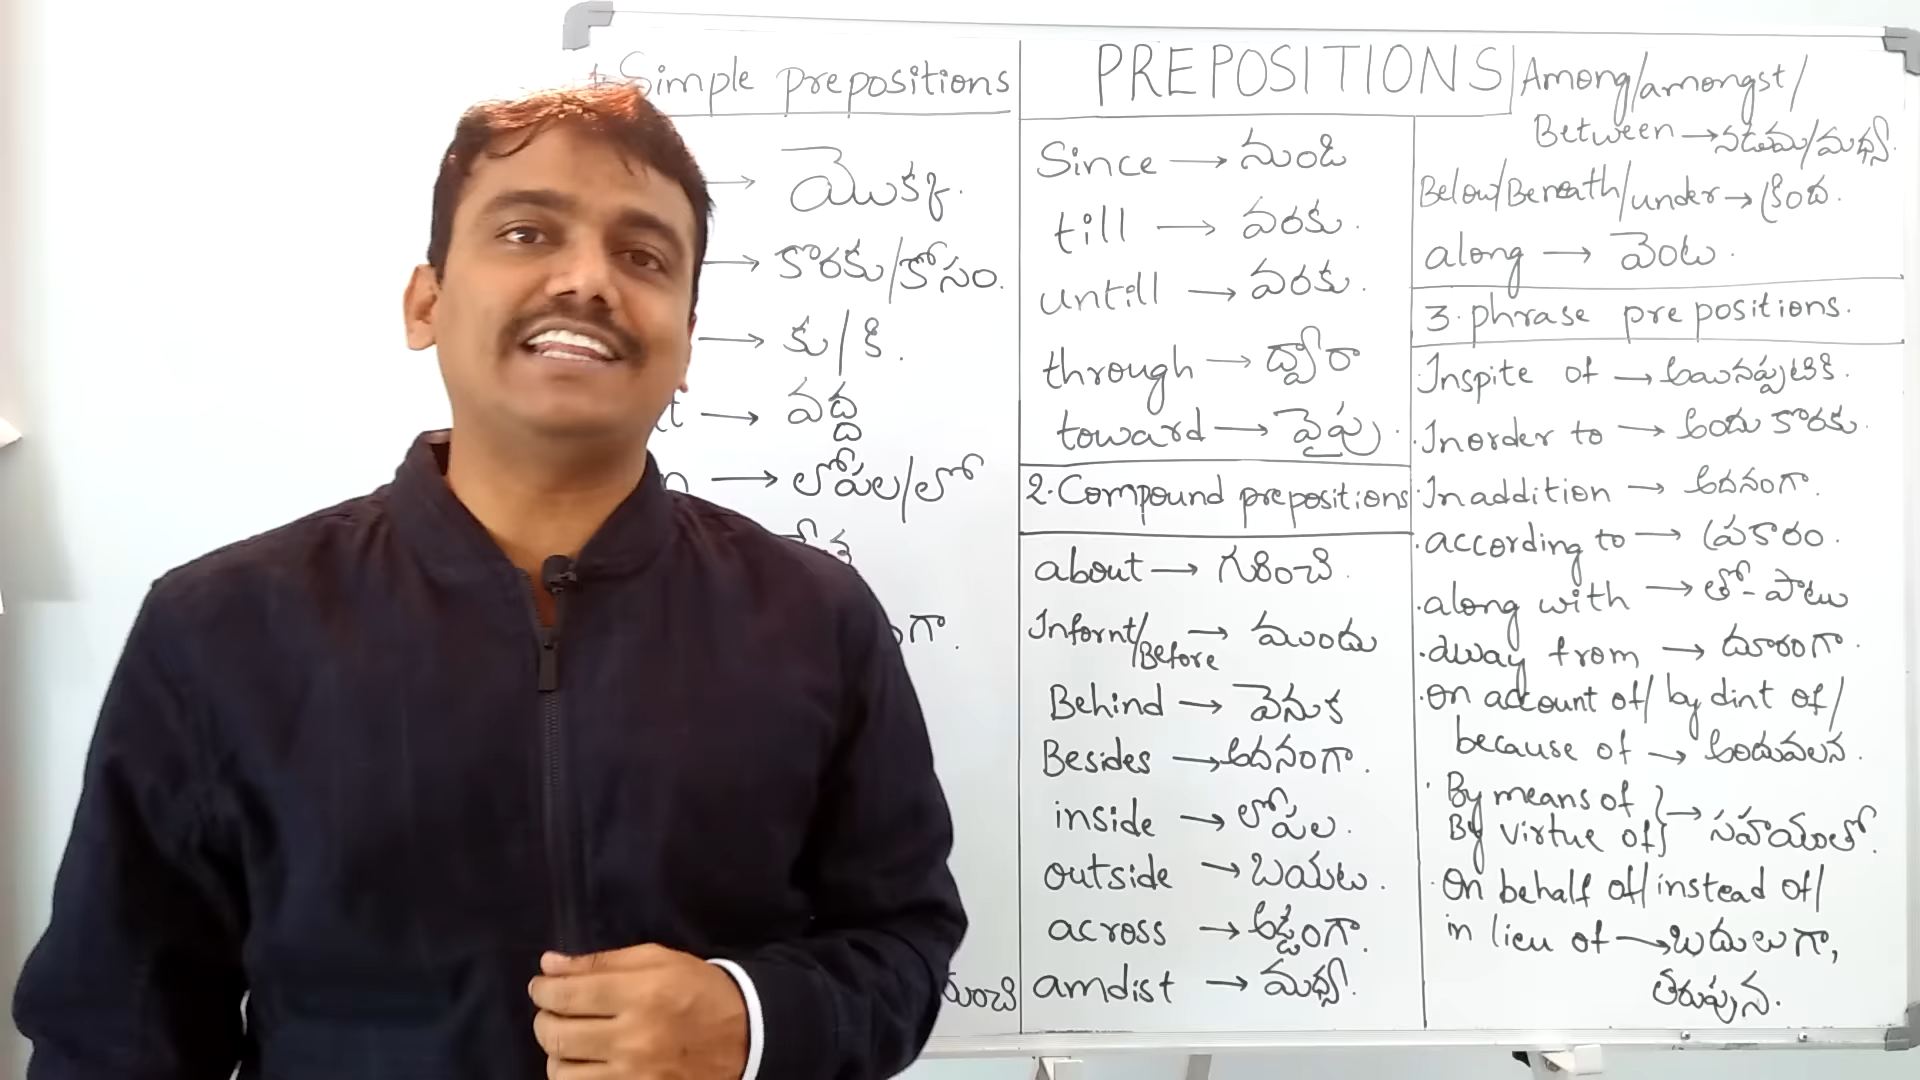 Simple prepositions
→ యొక్క.
→ కొరకు/కోసం.
→ కు/కి.
→ వద్ద
→ లోపల/లో
PREPOSITIONS
Since → నుండి
till → వరకు.
untill → వరకు.
through → ద్వారా
toward → వైపు.
2. Compound prepositions
about → గురించి.
Infornt/Before → ముందు
Behind → వెనుక
Besides → అదనంగా.
inside → లోపల.
outside → బయట.
across → అడ్డంగా.
amdist → మధ్య.
Among/amongst/
Between → నడుమ/మధ్య.
Below/Beneath/under → క్రింద.
along → వెంట.
3. phrase prepositions.
. Inspite of → అయినప్పటికి.
. Inorder to → అందు కొరకు.
. In addition → అదనంగా.
. according to → ప్రకారం.
. along with → తో-పాటు
. away from → దూరంగా.
. On account of/by dint of/
because of → అందువలన.
. By means of
By virtue of } → సహాయంతో.
. On behalf of/instead of/
in lieu of → బదులుగా,
తరుపున.